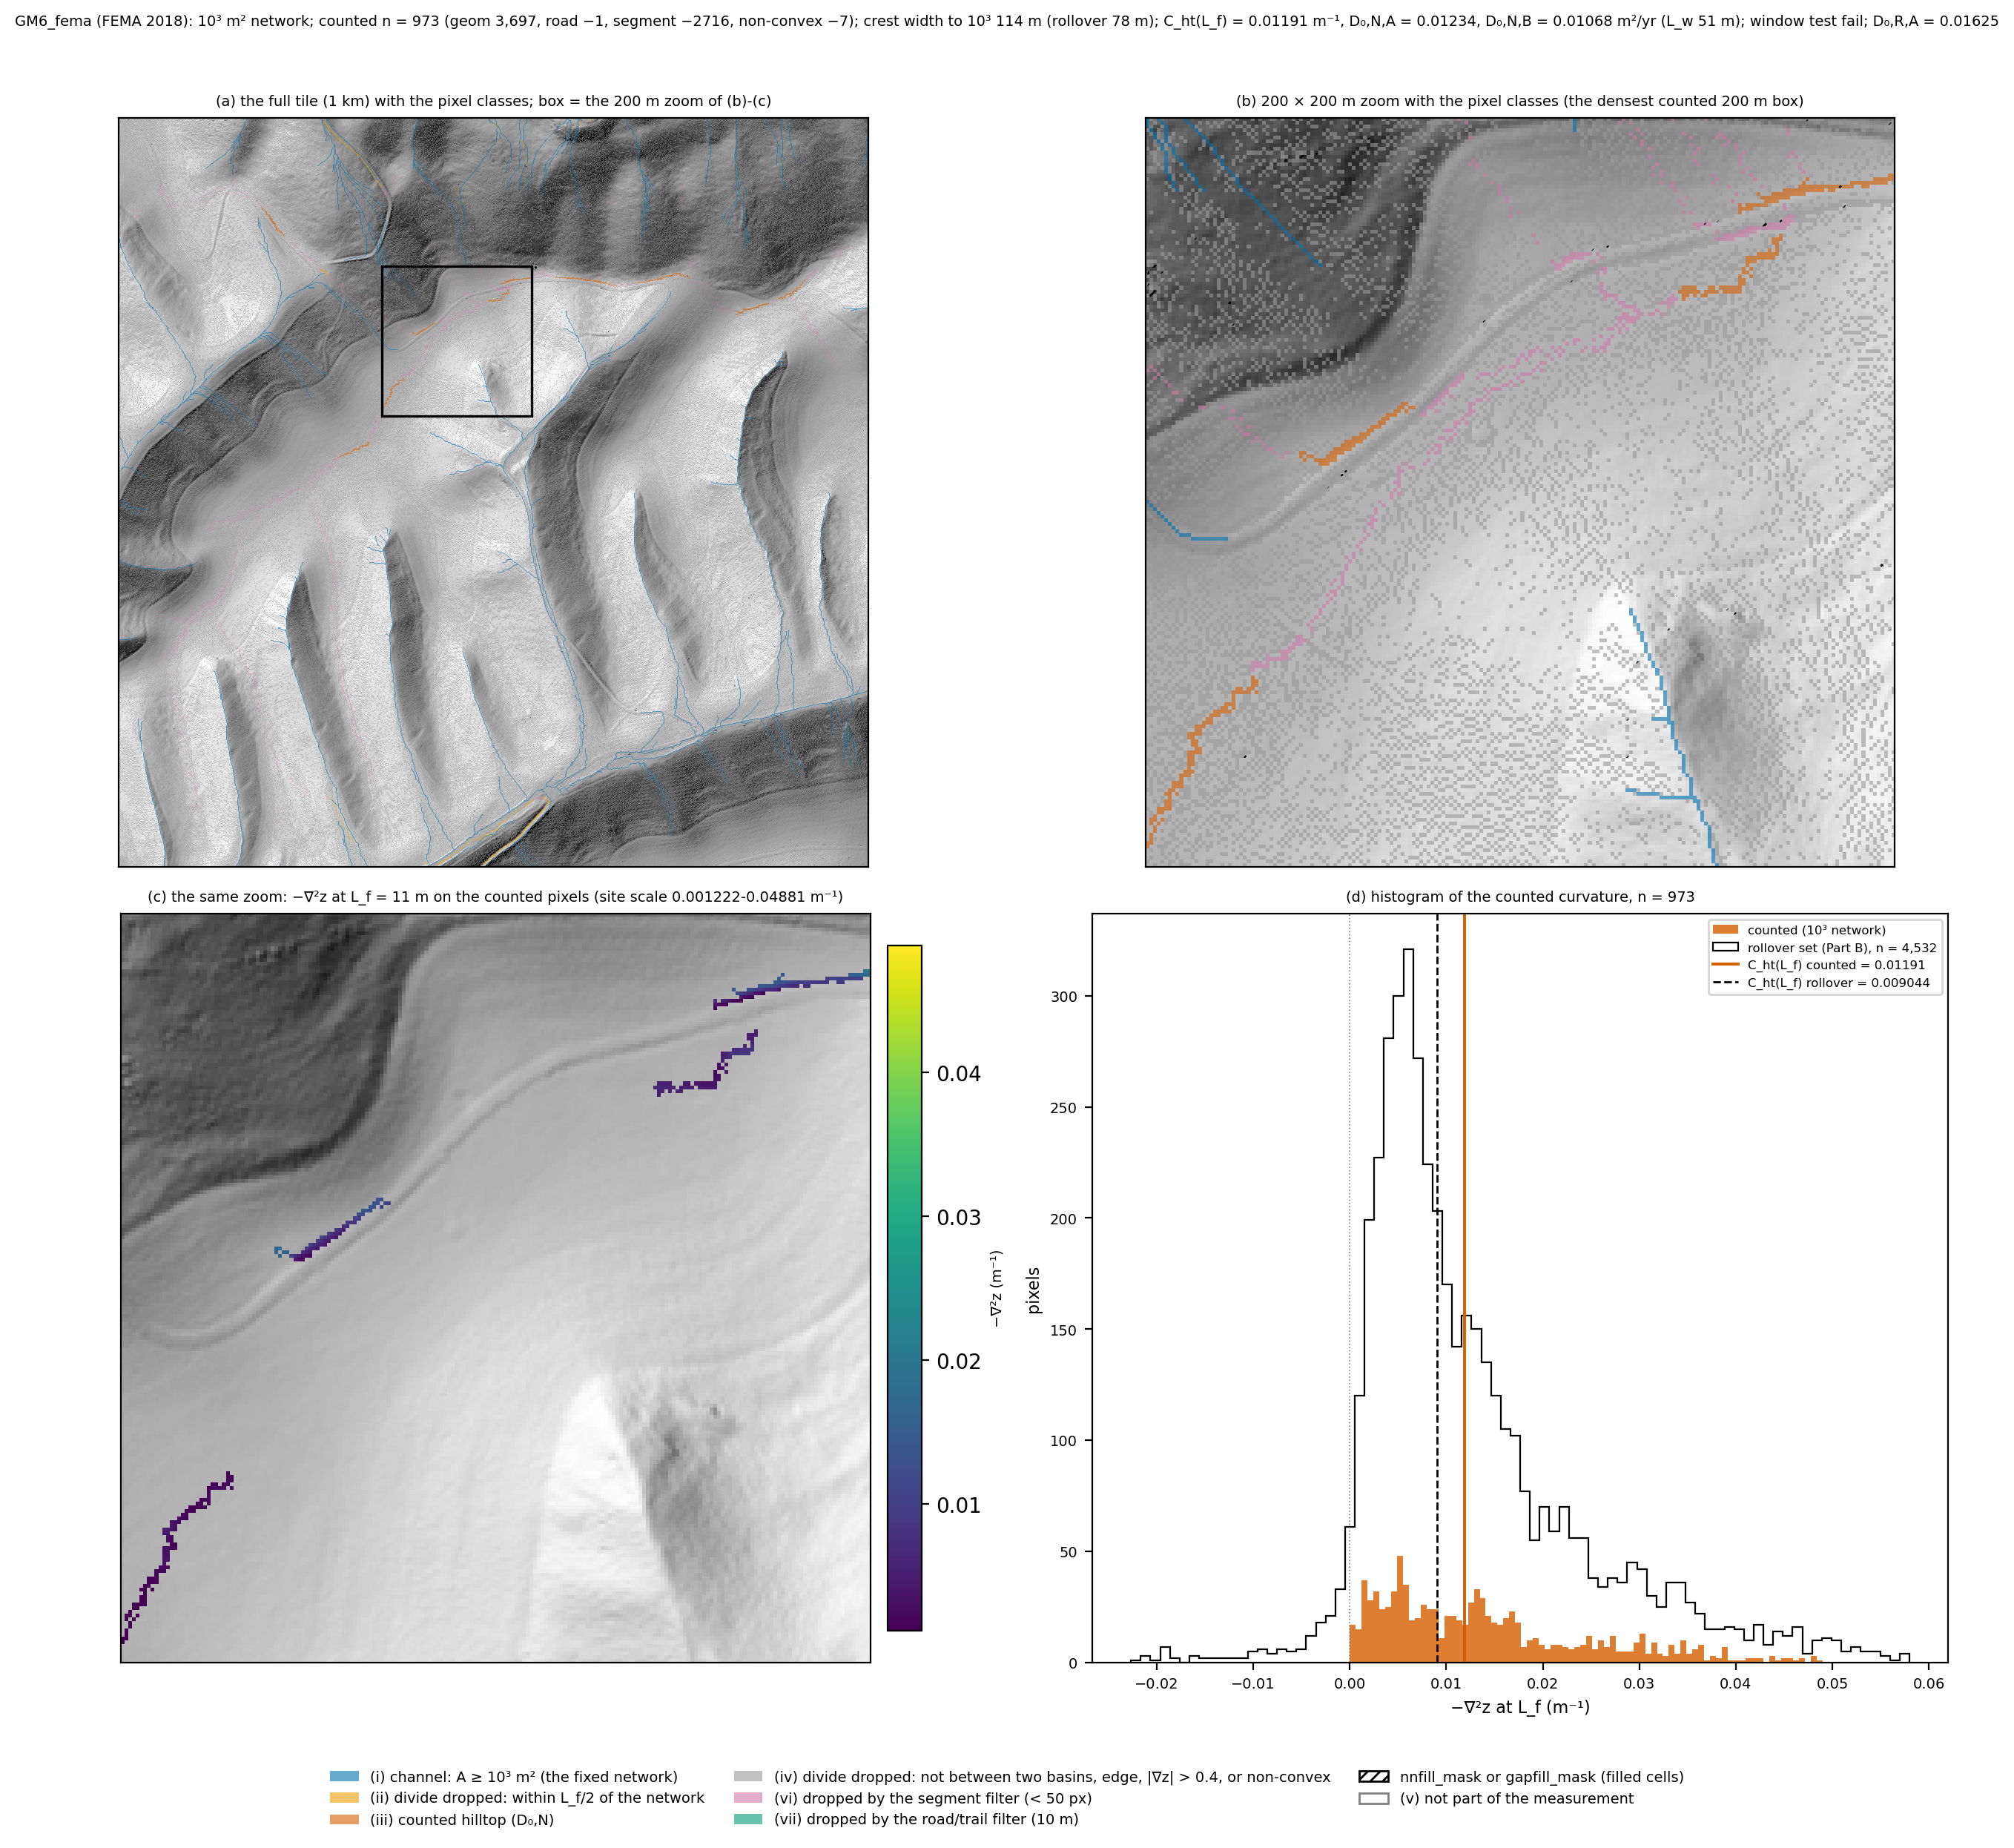 GM6_fema (FEMA 2018): 10³ m² network; counted n = 973 (geom 3,697, road −1, segment −2716, non-convex −7); crest width to 10³ 114 m (rollover 78 m); C_ht(L_f) = 0.01191 m⁻¹, D₀,N,A = 0.01234, D₀,N,B = 0.01068 m²/yr (L_w 51 m); window test fail; D₀,R,A = 0.01625
(a) the full tile (1 km) with the pixel classes; box = the 200 m zoom of (b)-(c)
(b) 200 × 200 m zoom with the pixel classes (the densest counted 200 m box)
(c) the same zoom: −∇²z at L_f = 11 m on the counted pixels (site scale 0.001222-0.04881 m⁻¹)
0.04
0.03
0.02
0.01
−∇²z (m⁻¹)
(d) histogram of the counted curvature, n = 973
counted (10³ network)
rollover set (Part B), n = 4,532
C_ht(L_f) counted = 0.01191
C_ht(L_f) rollover = 0.009044
300
250
200
150
100
50
0
pixels
−0.02 −0.01 0.00 0.01 0.02 0.03 0.04 0.05 0.06
−∇²z at L_f (m⁻¹)
(i) channel: A ≥ 10³ m² (the fixed network)
(ii) divide dropped: within L_f/2 of the network
(iii) counted hilltop (D₀,N)
(iv) divide dropped: not between two basins, edge, |∇z| > 0.4, or non-convex
(vi) dropped by the segment filter (< 50 px)
(vii) dropped by the road/trail filter (10 m)
nnfill_mask or gapfill_mask (filled cells)
(v) not part of the measurement